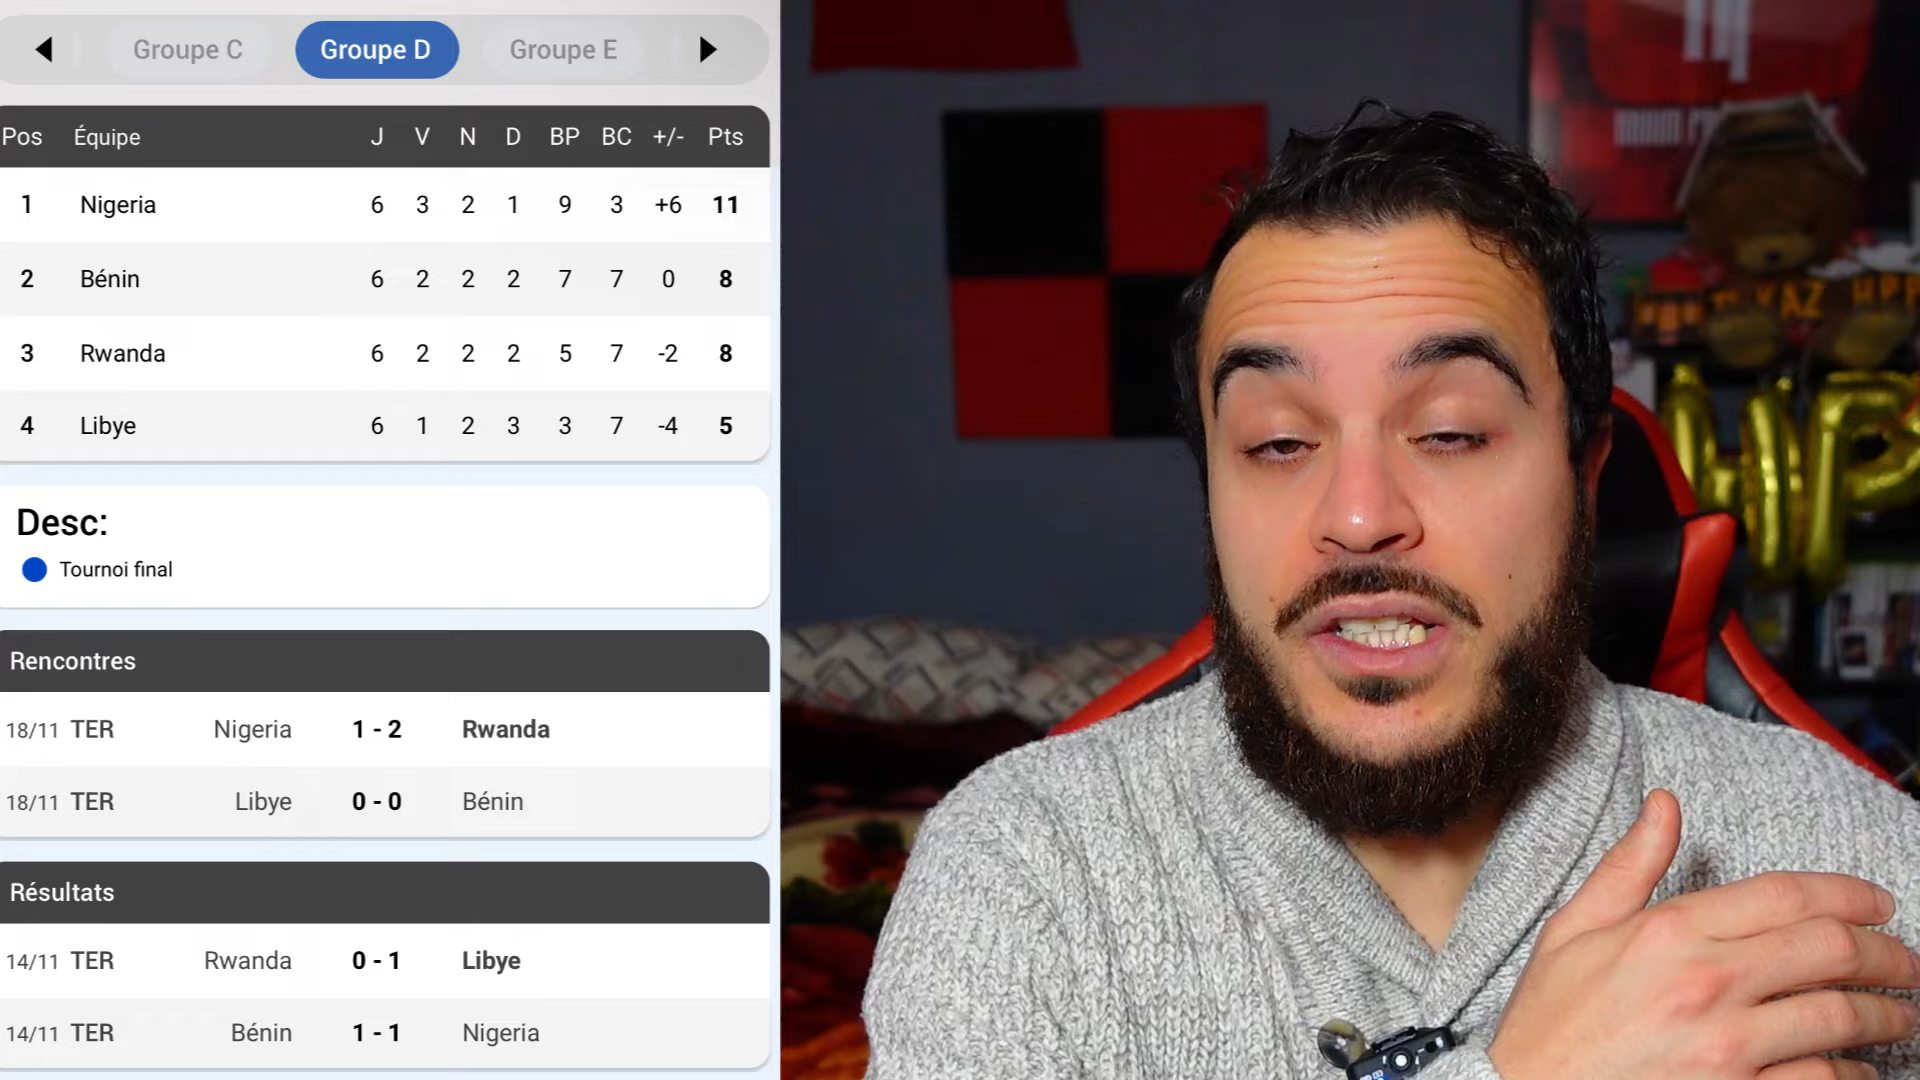 Groupe C Groupe D Groupe E
Pos Équipe J V N D BP BC +/- Pts
1 Nigeria 6 3 2 1 9 3 +6 11
2 Bénin 6 2 2 2 7 7 0 8
3 Rwanda 6 2 2 2 5 7 -2 8
4 Libye 6 1 2 3 3 7 -4 5
Desc:
Tournoi final
Rencontres
18/11 TER Nigeria 1 - 2 Rwanda
18/11 TER Libye 0 - 0 Bénin
Résultats
14/11 TER Rwanda 0 - 1 Libye
14/11 TER Bénin 1 - 1 Nigeria